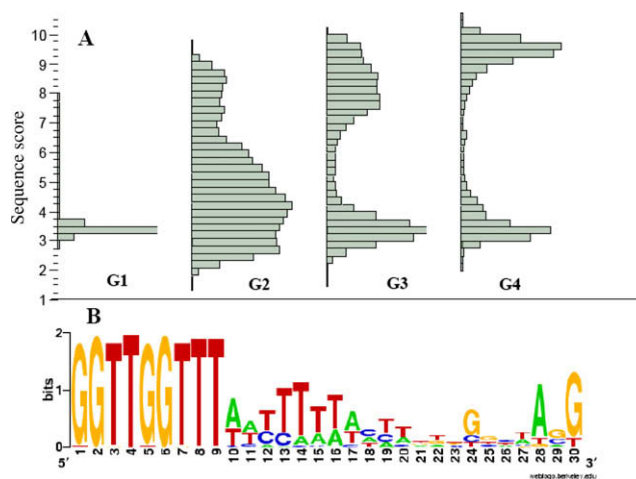 A
Sequence score
10
9
8
7
6
5
4
3
2
1
G1
G2
G3
G4
B
bits
2
1
0
GGTTGGTTT
1 2 3 4 5 6 7 8 9 10 11 12 13 14 15 16 17 18 19 20 21 22 23 24 25 26 27 28 29 30
5′ 3′
weblogo.berkeley.edu